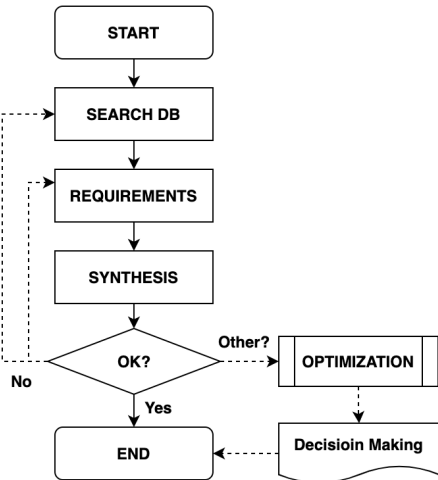 START
SEARCH DB
REQUIREMENTS
SYNTHESIS
OK?
Other?
OPTIMIZATION
No
Yes
END
Decisioin Making